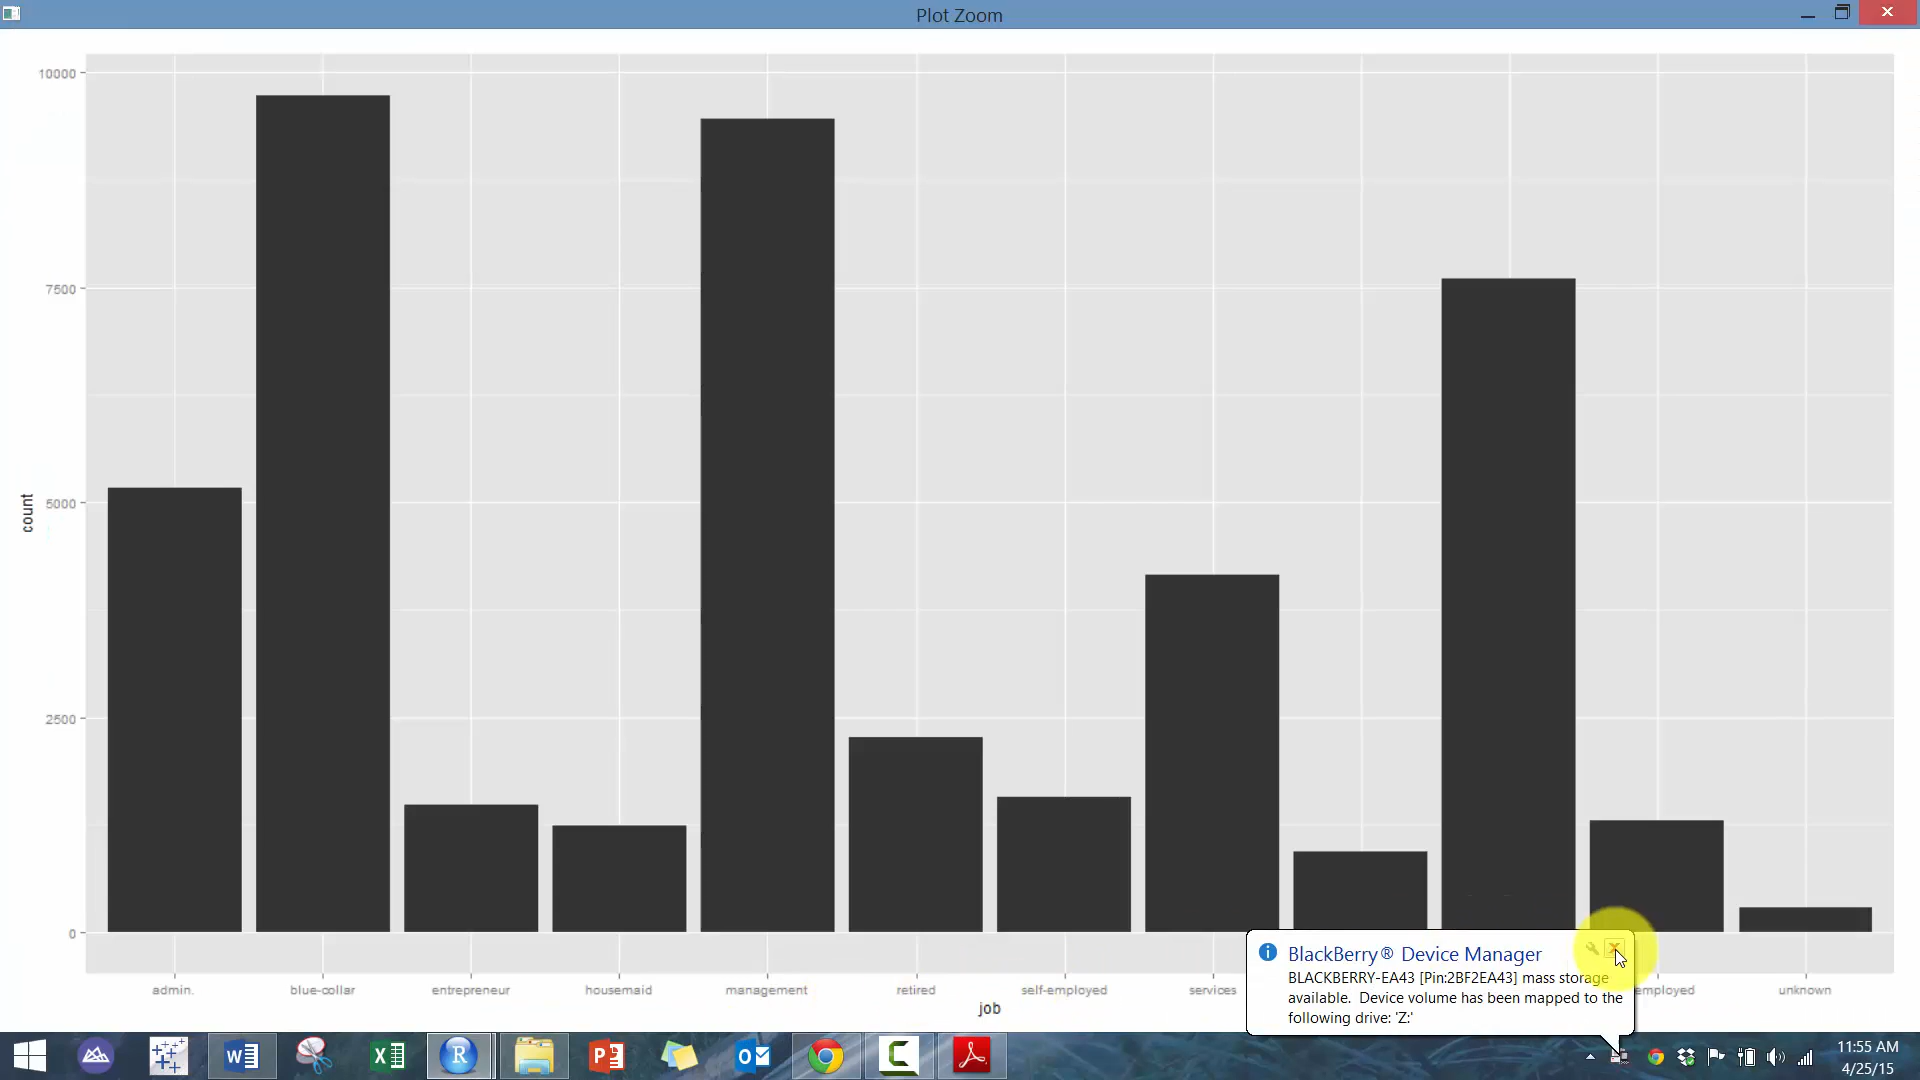 Plot Zoom
10000
7500
5000
2500
0
count
admin.
blue-collar
entrepreneur
housemaid
management
retired
self-employed
services
employed
unknown
job
BlackBerry® Device Manager
BLACKBERRY-EA43 [Pin:2BF2EA43] mass storage
available. Device volume has been mapped to the
following drive: 'Z:'
11:55 AM
4/25/15